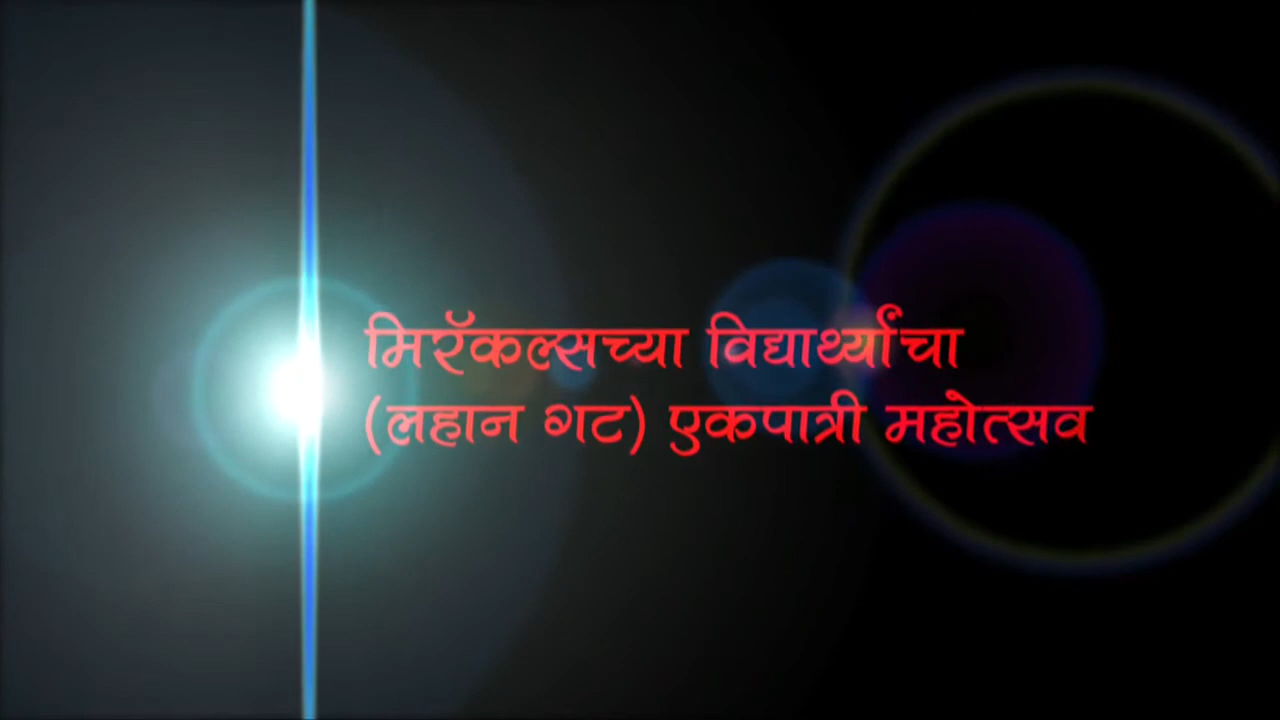 मिरॅकल्सच्या विद्यार्थ्यांचा
(लहान गट) एकपात्री महोत्सव